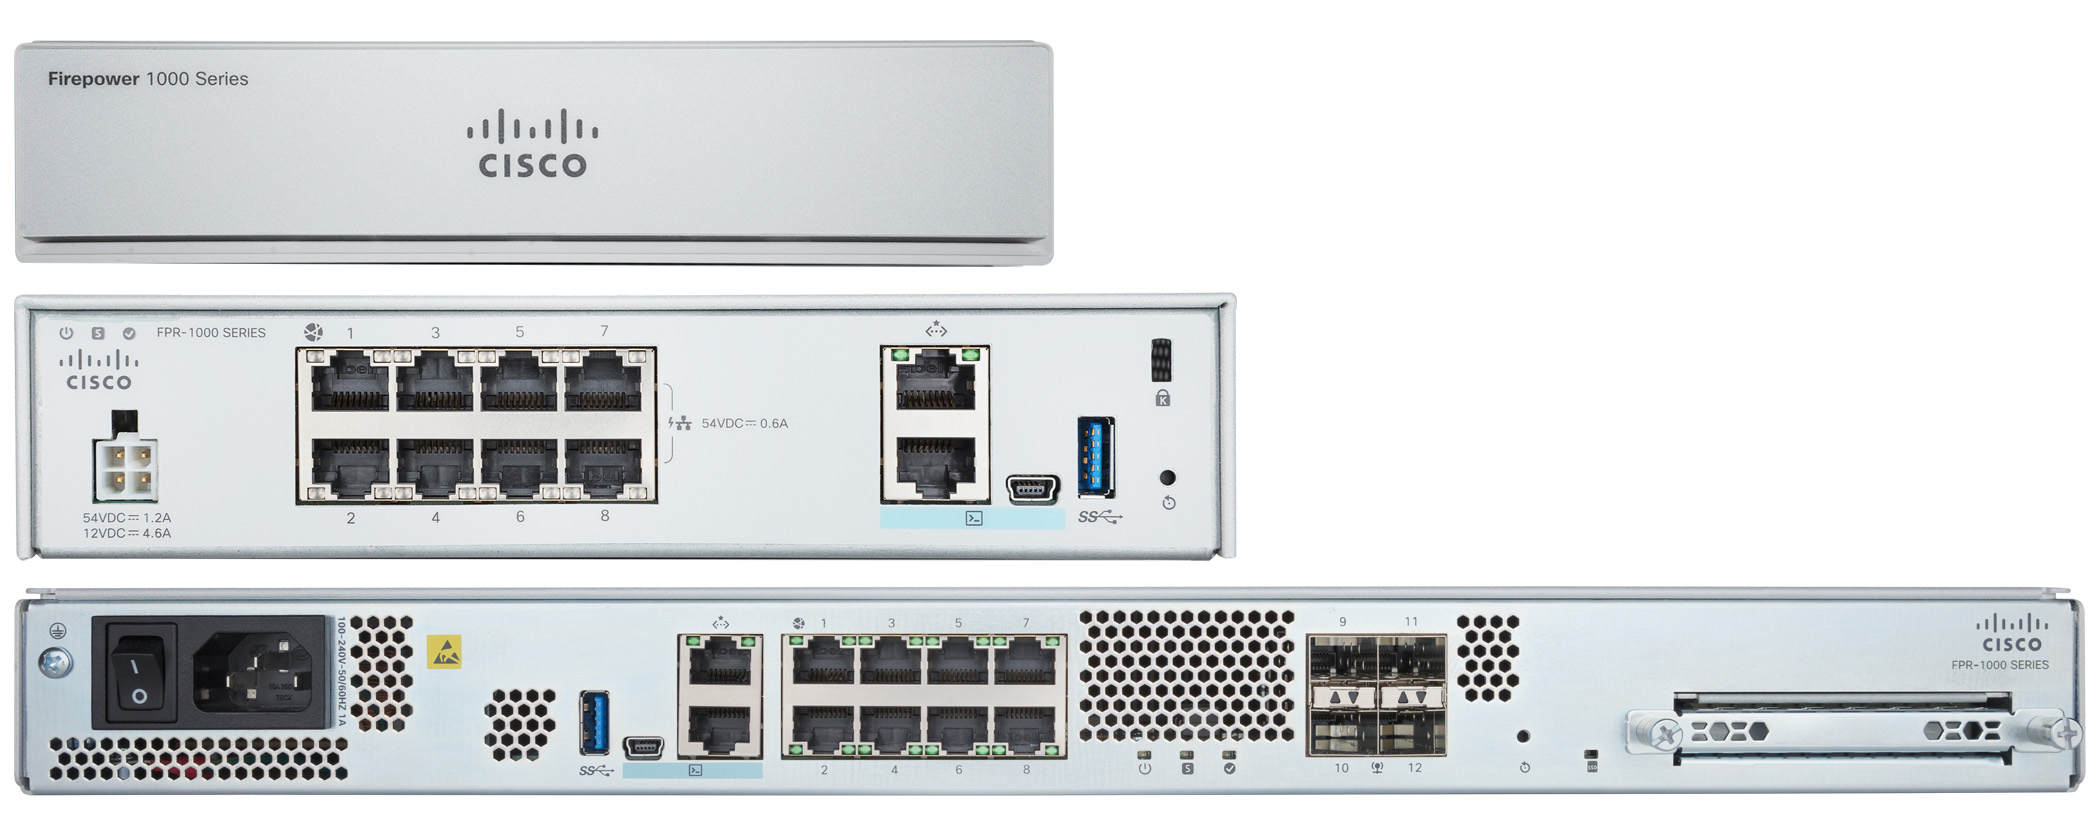 Firepower 1000 Series
CISCO
FPR-1000 SERIES
1 3 5 7
CISCO
K
54VDC⎓0.6A
54VDC⎓1.2A
12VDC⎓4.6A
2 4 6 8
SS
S
100-240V~50/60HZ 1A
1 3 5 7
9 11
CISCO
FPR-1000 SERIES
SS
2 4 6 8
S
10 12
SSD